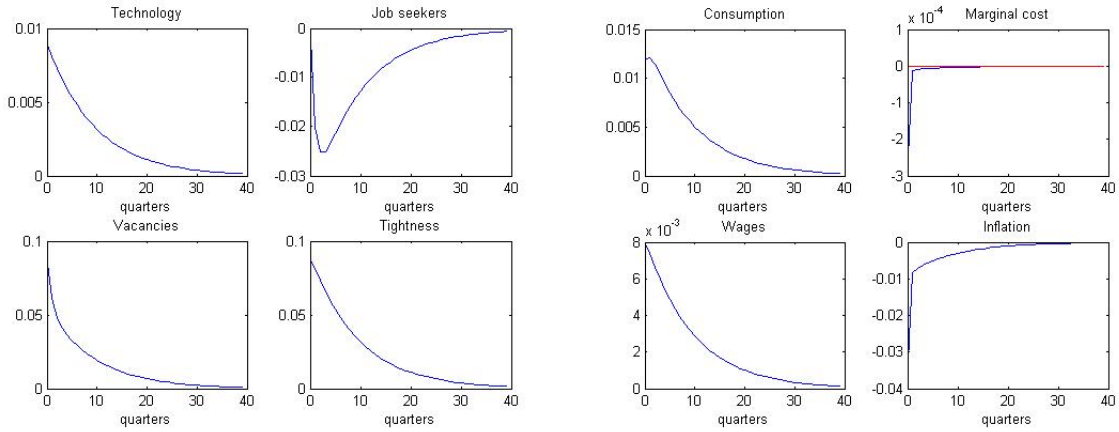 Technology
0.01
0.005
0
0 10 20 30 40
quarters
Job seekers
0
-0.01
-0.02
-0.03
0 10 20 30 40
quarters
Consumption
0.015
0.01
0.005
0
0 10 20 30 40
quarters
Marginal cost
x 10⁻⁴
1
0
-1
-2
-3
0 10 20 30 40
quarters
Vacancies
0.1
0.05
0
0 10 20 30 40
quarters
Tightness
0.1
0.05
0
0 10 20 30 40
quarters
Wages
x 10⁻³
8
6
4
2
0
0 10 20 30 40
quarters
Inflation
0
-0.01
-0.02
-0.03
-0.04
0 10 20 30 40
quarters